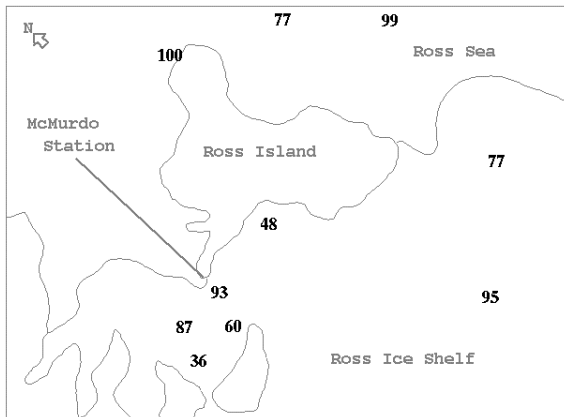 77 99
N
100
Ross Sea
McMurdo
Station
Ross Island
77
48
93
95
87 60
36
Ross Ice Shelf